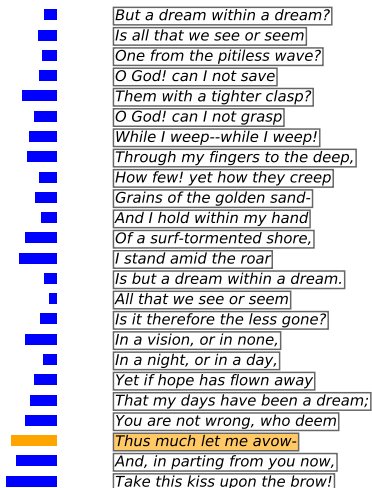 But a dream within a dream?
Is all that we see or seem
One from the pitiless wave?
O God! can I not save
Them with a tighter clasp?
O God! can I not grasp
While I weep--while I weep!
Through my fingers to the deep,
How few! yet how they creep
Grains of the golden sand-
And I hold within my hand
Of a surf-tormented shore,
I stand amid the roar
Is but a dream within a dream.
All that we see or seem
Is it therefore the less gone?
In a vision, or in none,
In a night, or in a day,
Yet if hope has flown away
That my days have been a dream;
You are not wrong, who deem
Thus much let me avow-
And, in parting from you now,
Take this kiss upon the brow!